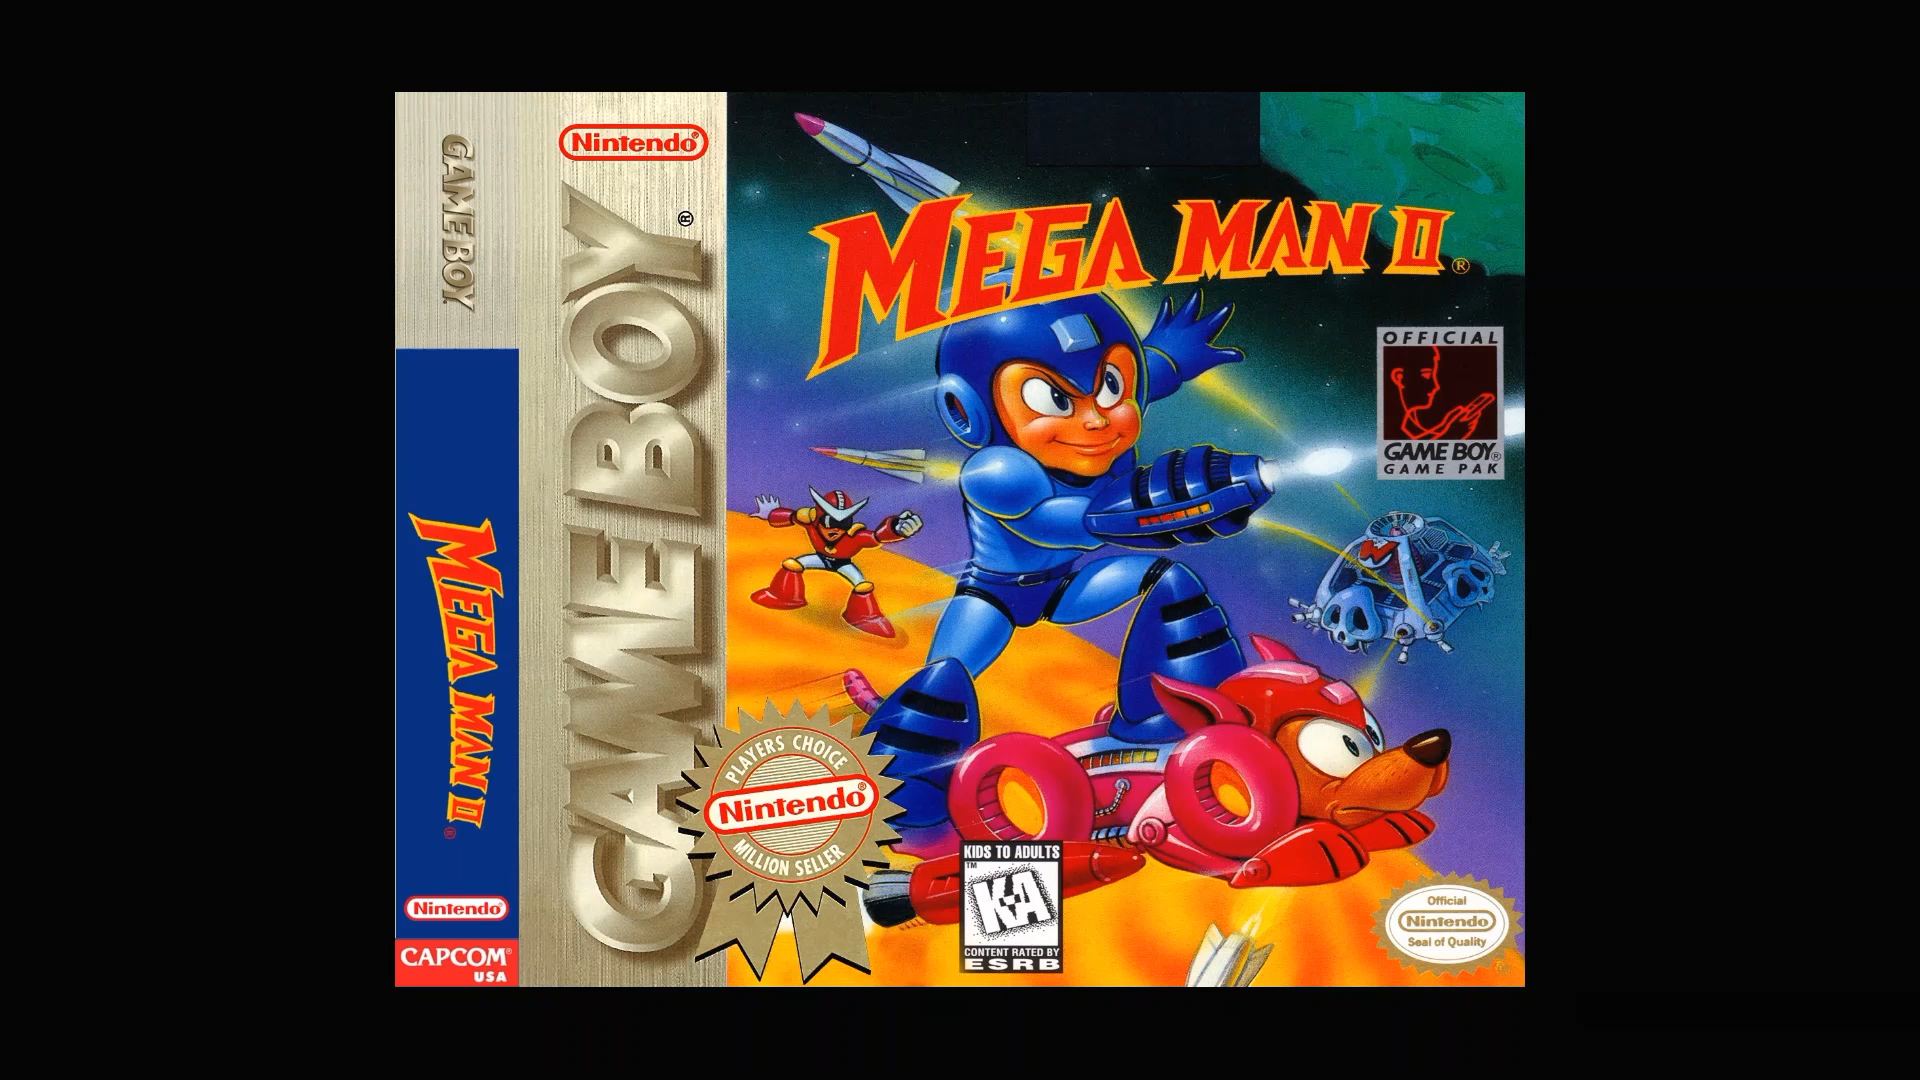 GAME BOY
MEGA MAN II®
Nintendo®
CAPCOM®
USA
Nintendo®
GAME BOY®
MEGA MAN II®
OFFICIAL
GAME BOY®
GAME PAK
W
PLAYERS CHOICE
Nintendo®
MILLION SELLER
KIDS TO ADULTS
TM
K-A
CONTENT RATED BY
ESRB
Official
Nintendo
Seal of Quality